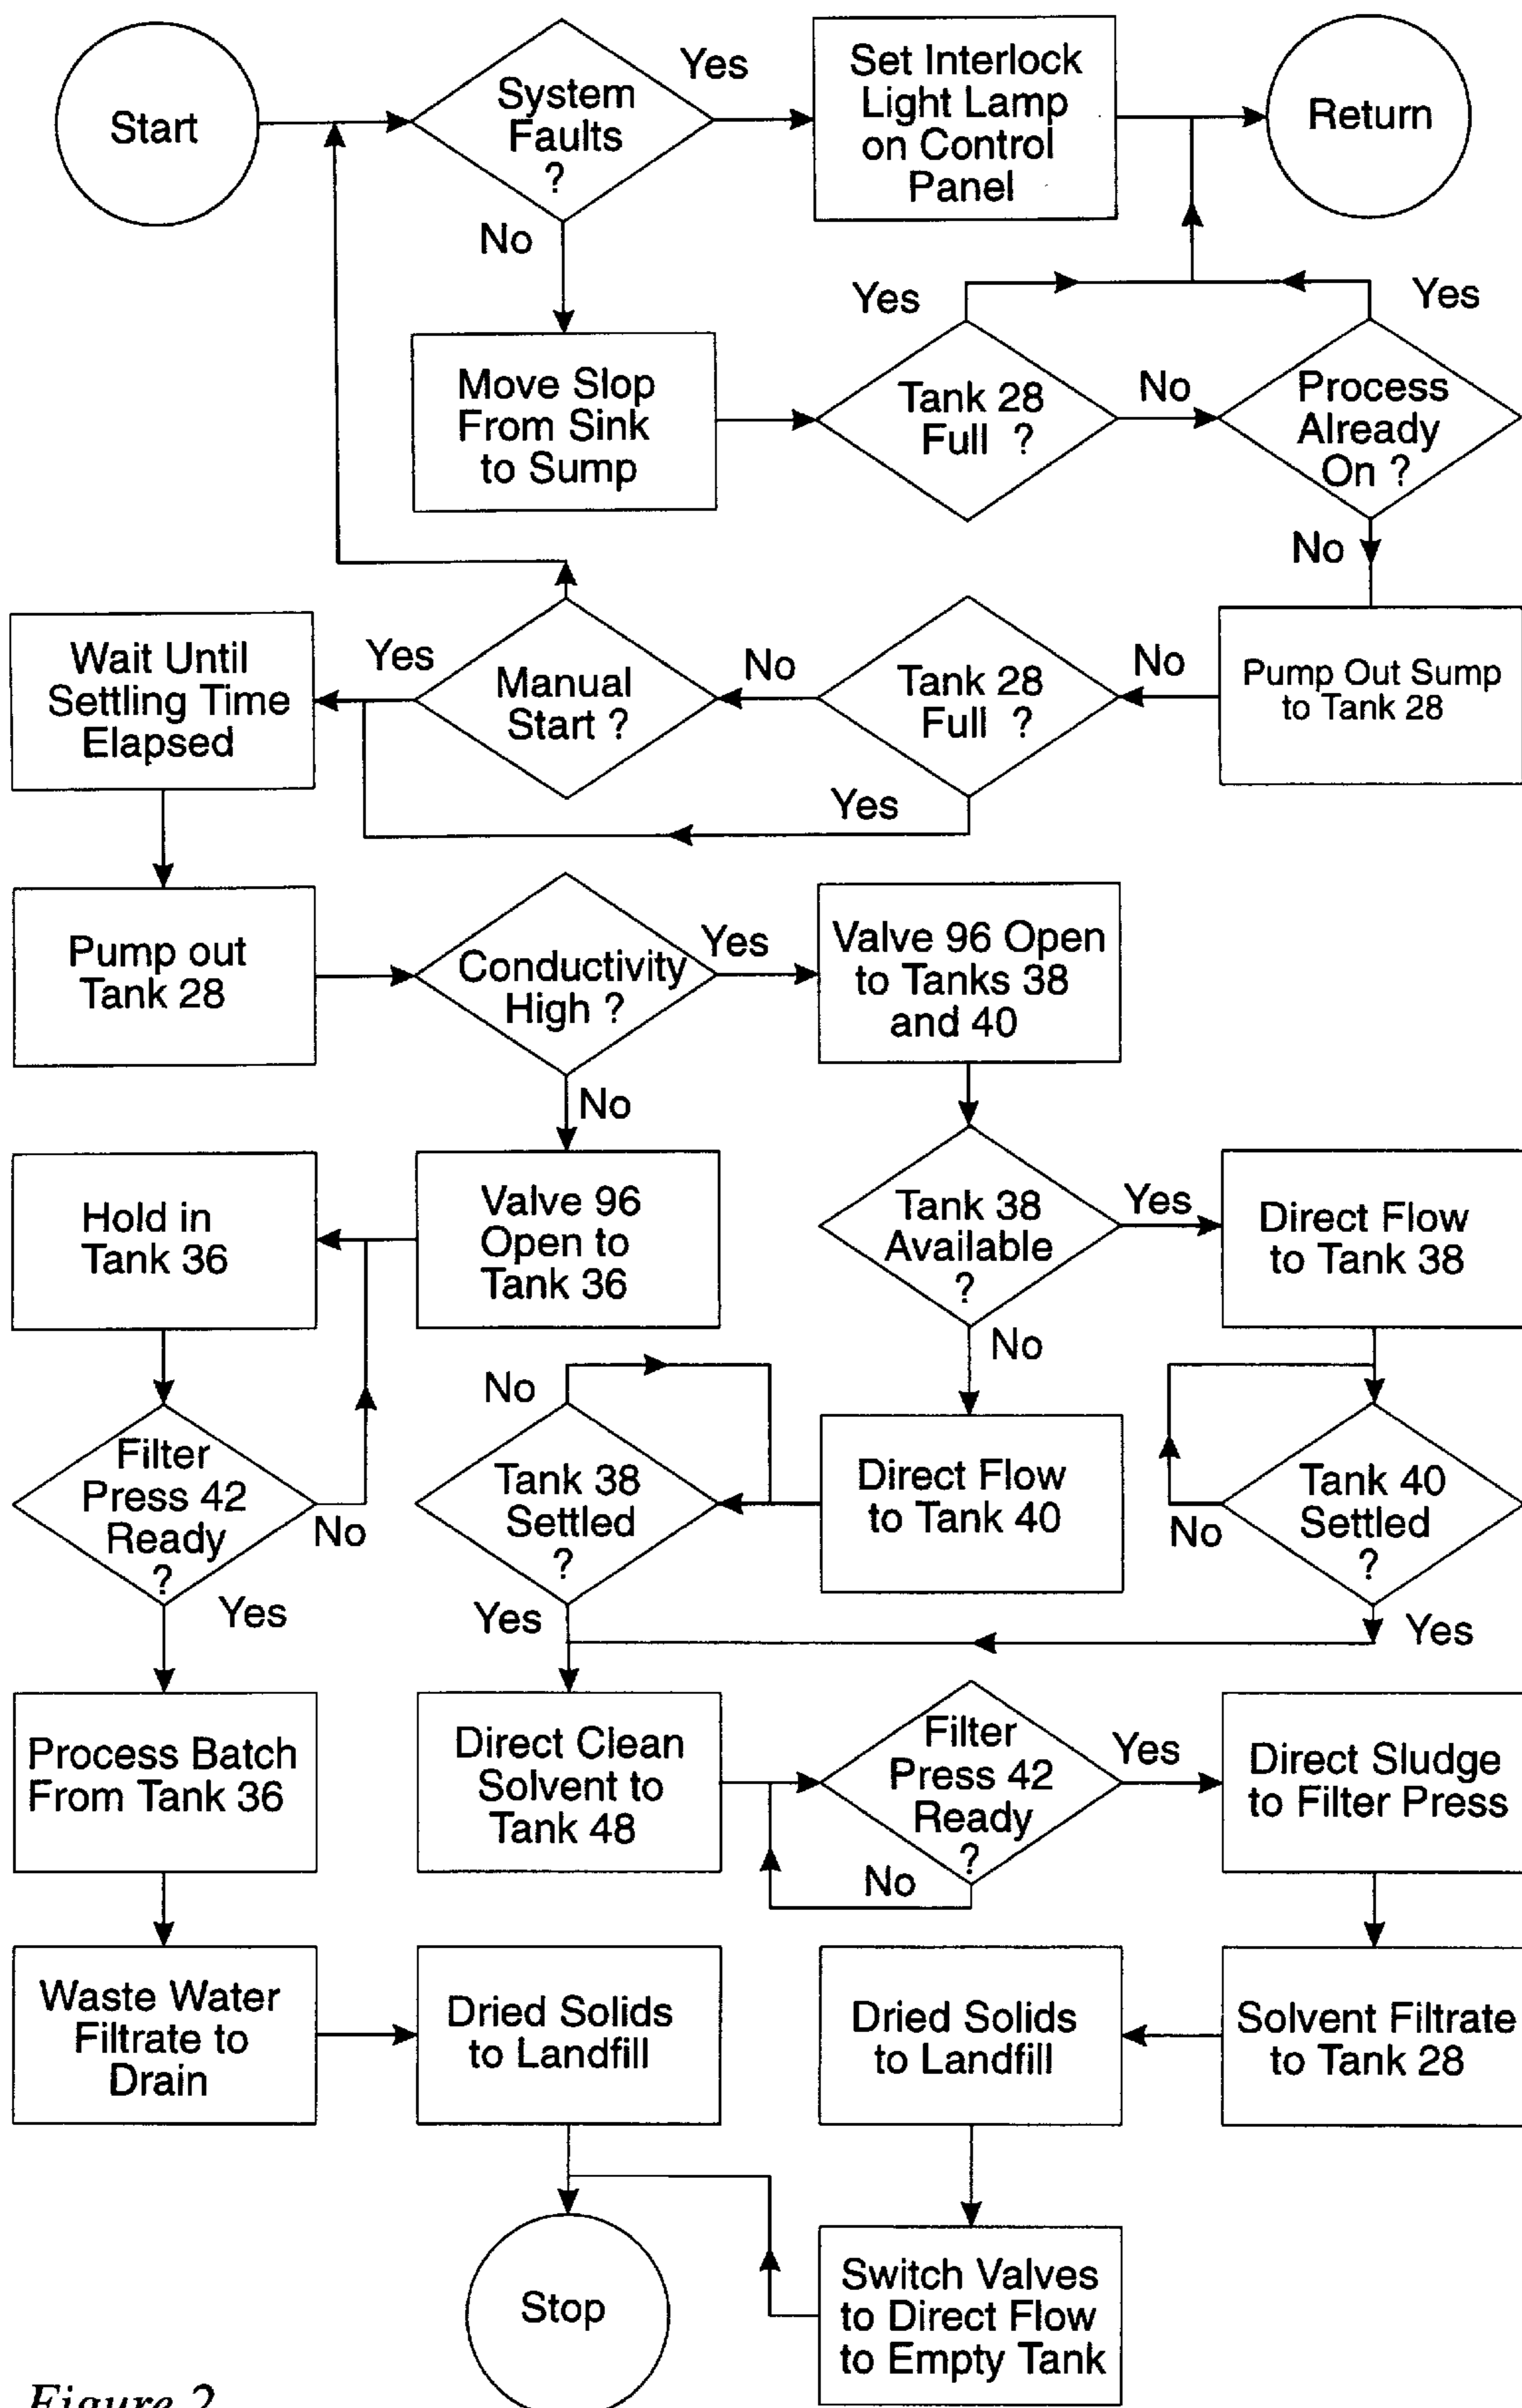 Start
System
Faults
?
Yes
Set Interlock
Light Lamp
on Control
Panel
Return
No
Yes
Yes
Move Slop
From Sink
to Sump
Tank 28
Full ?
No
Process
Already
On ?
No
Wait Until
Settling Time
Elapsed
Yes
Manual
Start ?
No
Tank 28
Full ?
No
Pump Out Sump
to Tank 28
Yes
Pump out
Tank 28
Conductivity
High ?
Yes
Valve 96 Open
to Tanks 38
and 40
No
Hold in
Tank 36
Valve 96
Open to
Tank 36
Tank 38
Available
?
Yes
Direct Flow
to Tank 38
No
No
Filter
Press 42
Ready
?
No
Tank 38
Settled
?
Direct Flow
to Tank 40
Tank 40
Settled
?
No
Yes
Yes
Yes
Process Batch
From Tank 36
Direct Clean
Solvent to
Tank 48
Filter
Press 42
Ready
?
Yes
No
Direct Sludge
to Filter Press
Waste Water
Filtrate to
Drain
Dried Solids
to Landfill
Dried Solids
to Landfill
Solvent Filtrate
to Tank 28
Stop
Switch Valves
to Direct Flow
to Empty Tank
Figure 2